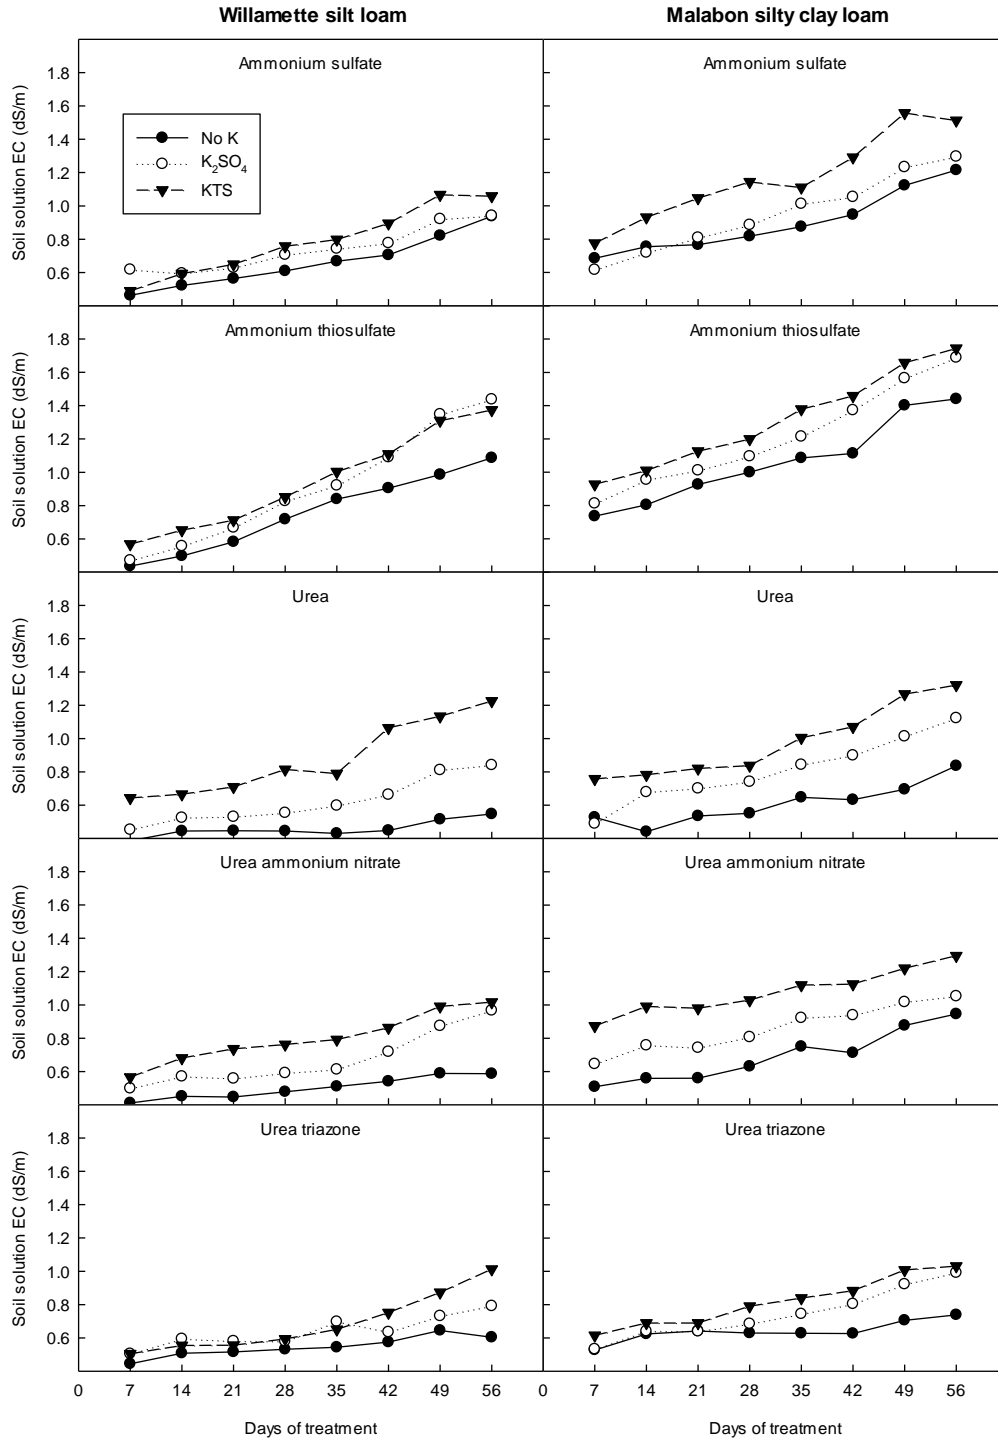 Willamette silt loam
Malabon silty clay loam
Ammonium sulfate
Ammonium sulfate
No K
K₂SO₄
KTS
Soil solution EC (dS/m)
1.8
1.6
1.4
1.2
1.0
0.8
0.6
Ammonium thiosulfate
Ammonium thiosulfate
Soil solution EC (dS/m)
1.8
1.6
1.4
1.2
1.0
0.8
0.6
Urea
Urea
Soil solution EC (dS/m)
1.8
1.6
1.4
1.2
1.0
0.8
0.6
Urea ammonium nitrate
Urea ammonium nitrate
Soil solution EC (dS/m)
1.8
1.6
1.4
1.2
1.0
0.8
0.6
Urea triazone
Urea triazone
Soil solution EC (dS/m)
1.8
1.6
1.4
1.2
1.0
0.8
0.6
0 7 14 21 28 35 42 49 56
0 7 14 21 28 35 42 49 56
Days of treatment
Days of treatment